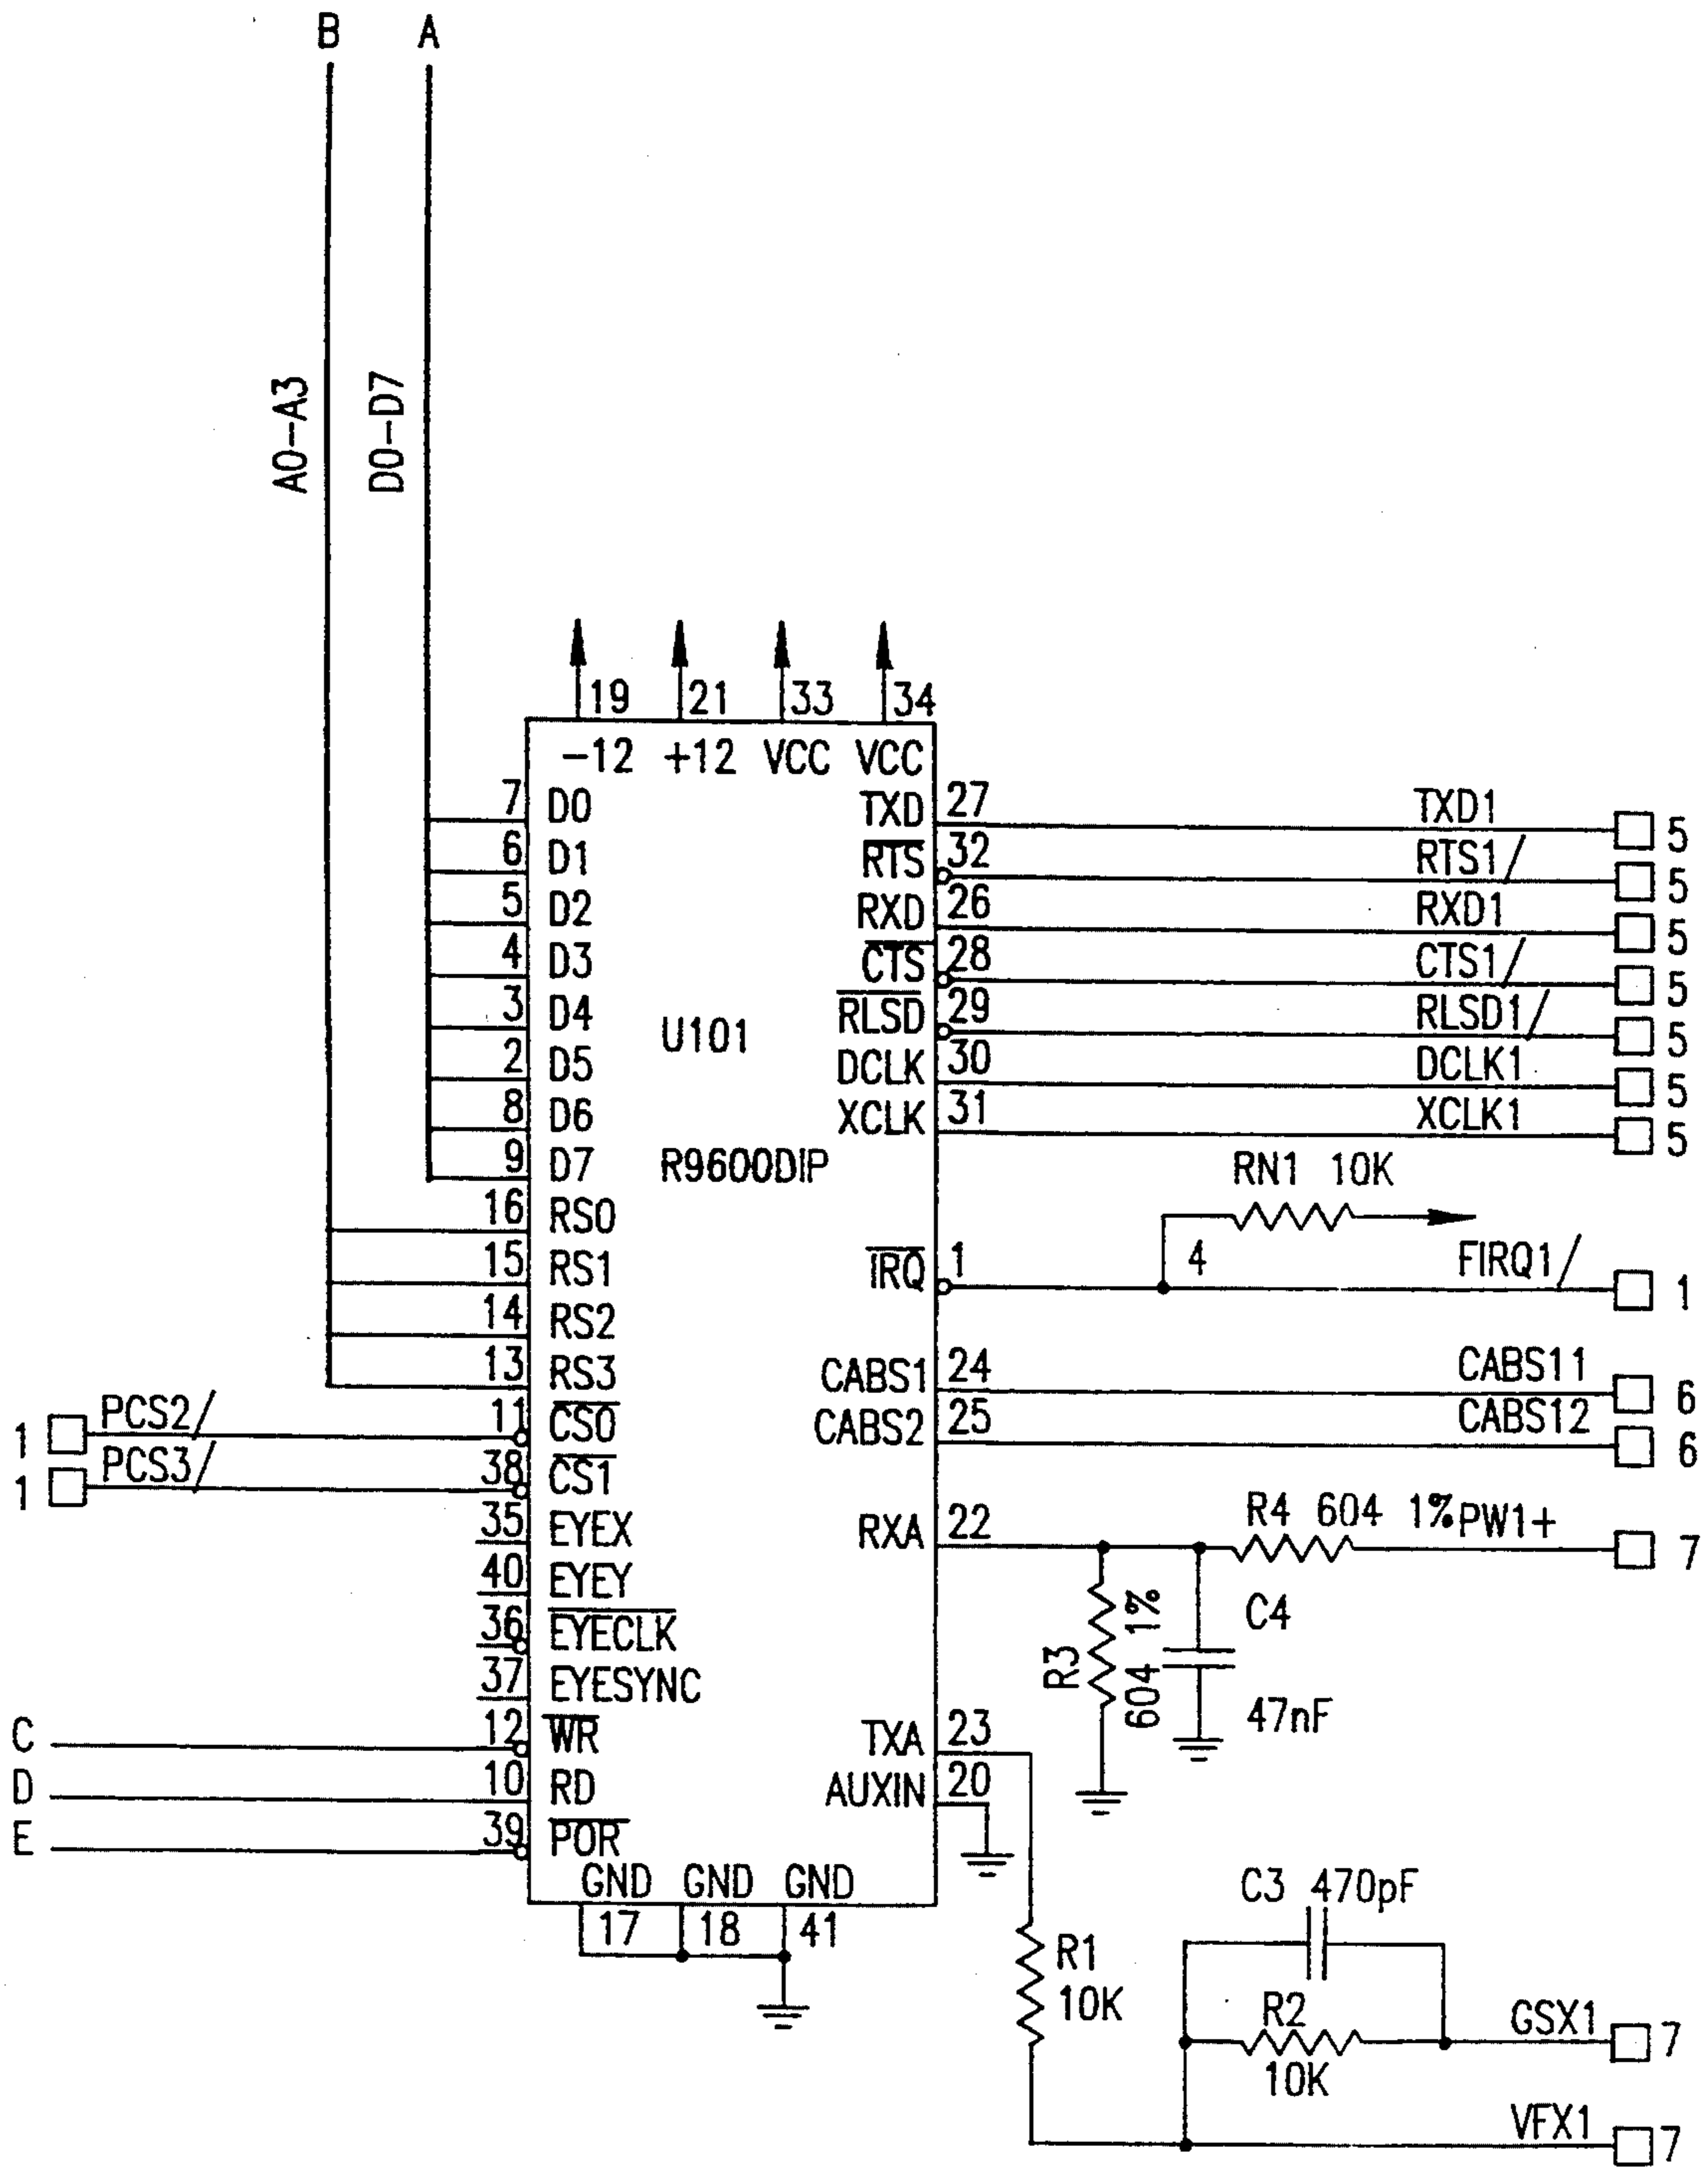 B A
A0-A3
D0-D7
19 21 33 34
-12 +12 VCC VCC
7 D0 TXD 27 TXD1 5
6 D1 RTS 32 RTS1/ 5
5 D2 RXD 26 RXD1 5
4 D3 CTS 28 CTS1/ 5
3 D4 RLSD 29 RLSD1/ 5
U101
2 D5 DCLK 30 DCLK1 5
8 D6 XCLK 31 XCLK1 5
9 D7 R9600DIP RN1 10K
16 RS0
15 RS1 IRQ 1 4 FIRQ1/ 1
14 RS2
13 RS3 CABS1 24 CABS11 6
1 PCS2/ 11 CS0 CABS2 25 CABS12 6
1 PCS3/ 38 CS1
35 EYEX RXA 22 R4 604 1% PW1+ 7
40 EYEY
36 EYECLK R3 604 1% C4
37 EYESYNC 47nF
C 12 WR TXA 23
D 10 RD AUXIN 20
E 39 POR
GND GND GND
17 18 41
C3 470pF
R1
10K
R2 GSX1 7
10K
VFX1 7